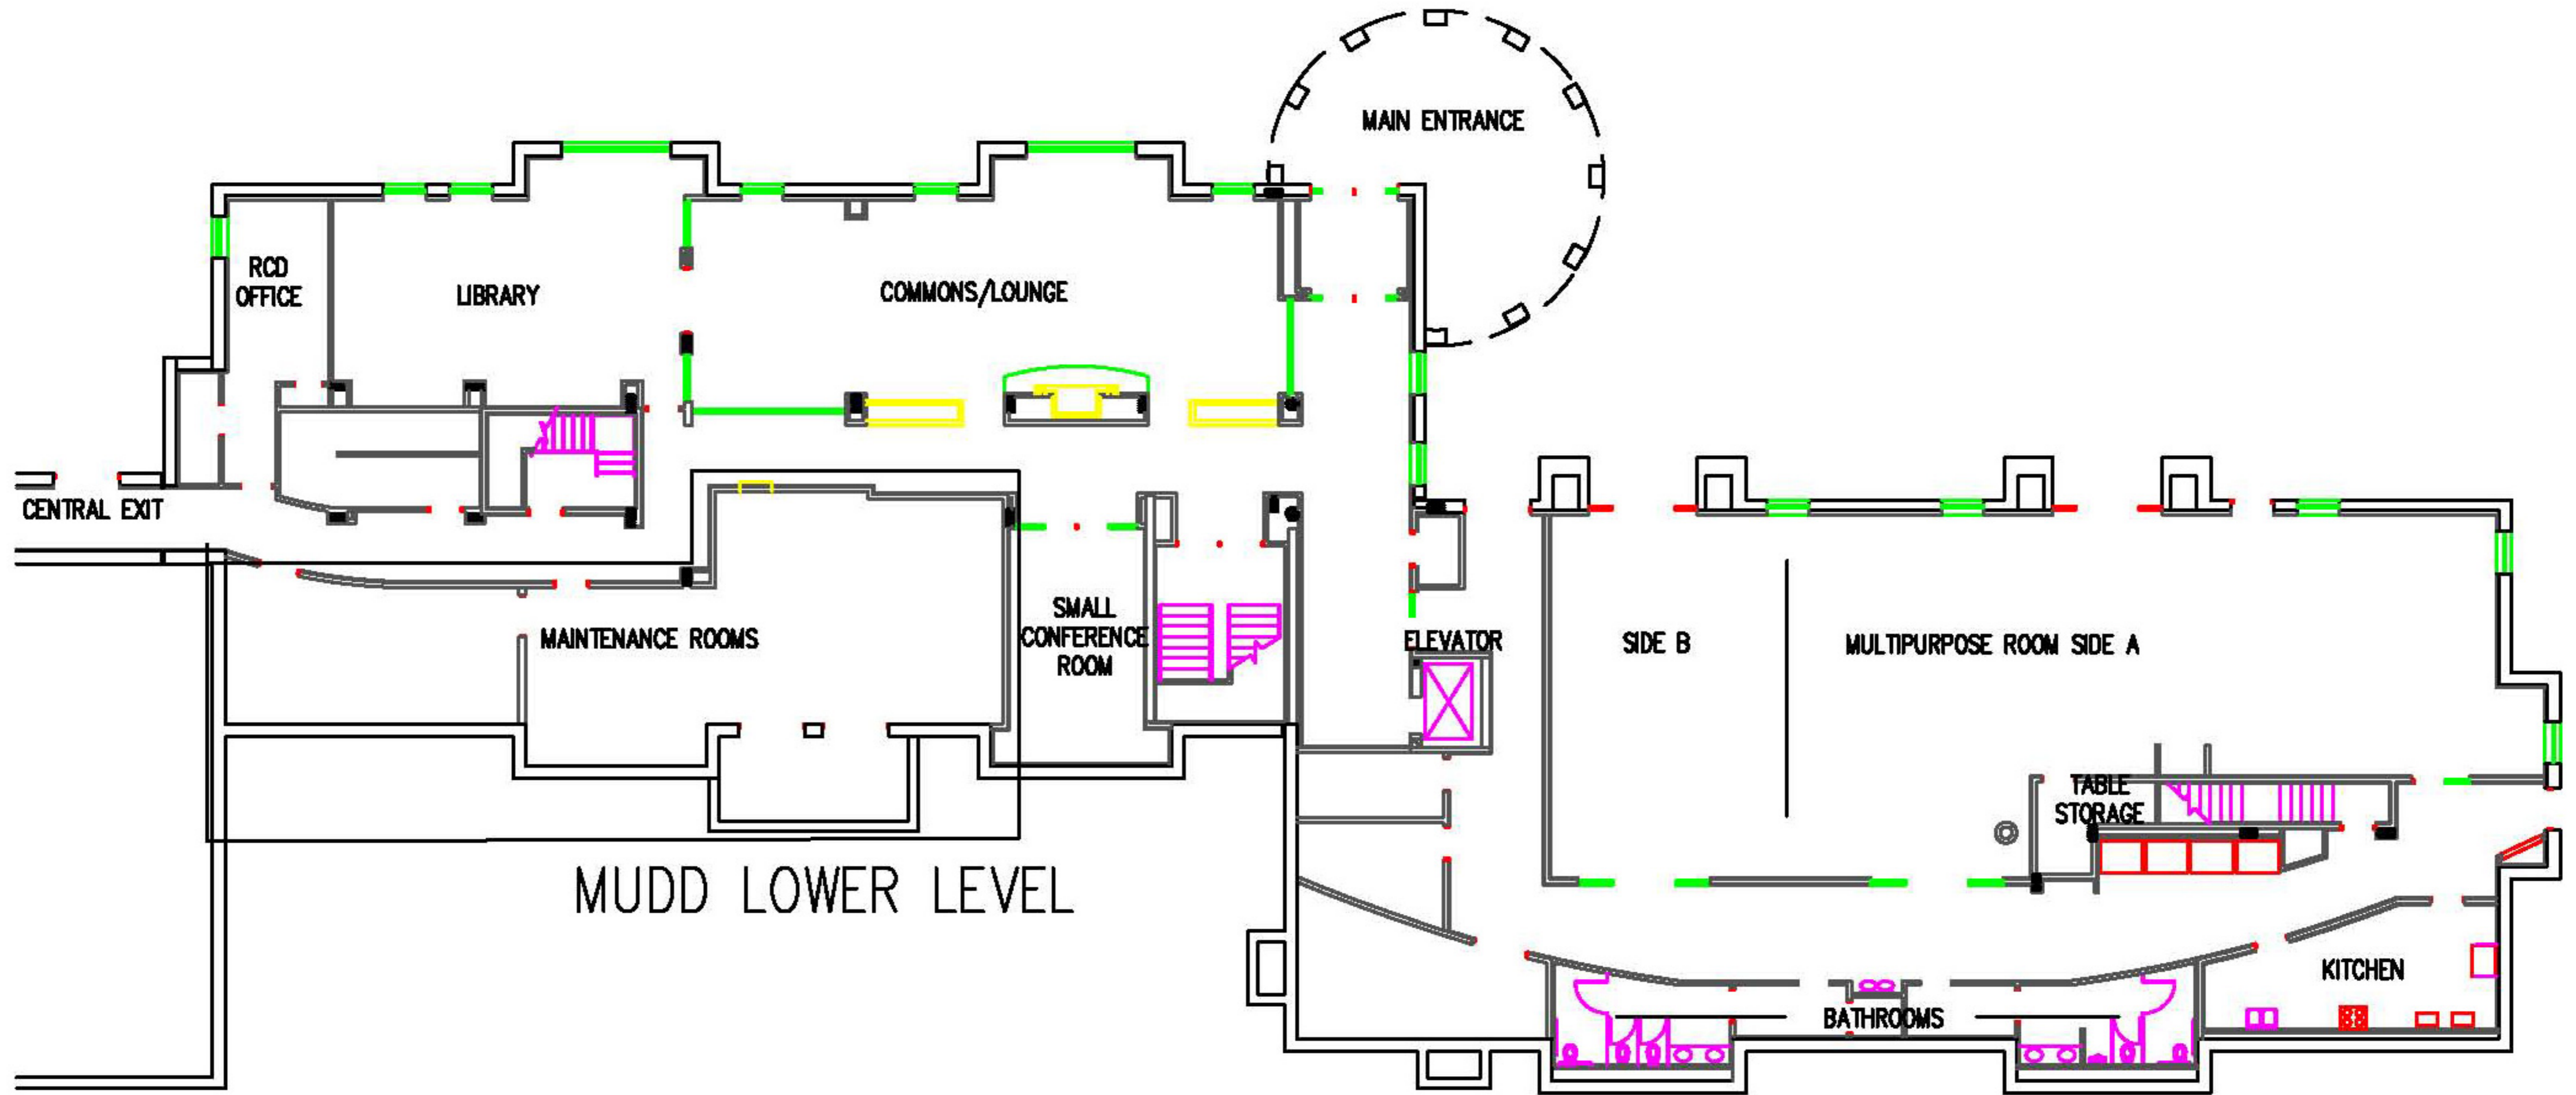 MAIN ENTRANCE
RCD
OFFICE
LIBRARY
COMMONS/LOUNGE
CENTRAL EXIT
MAINTENANCE ROOMS
SMALL
CONFERENCE
ROOM
ELEVATOR
SIDE B
MULTIPURPOSE ROOM SIDE A
TABLE
STORAGE
MUDD LOWER LEVEL
KITCHEN
BATHROOMS